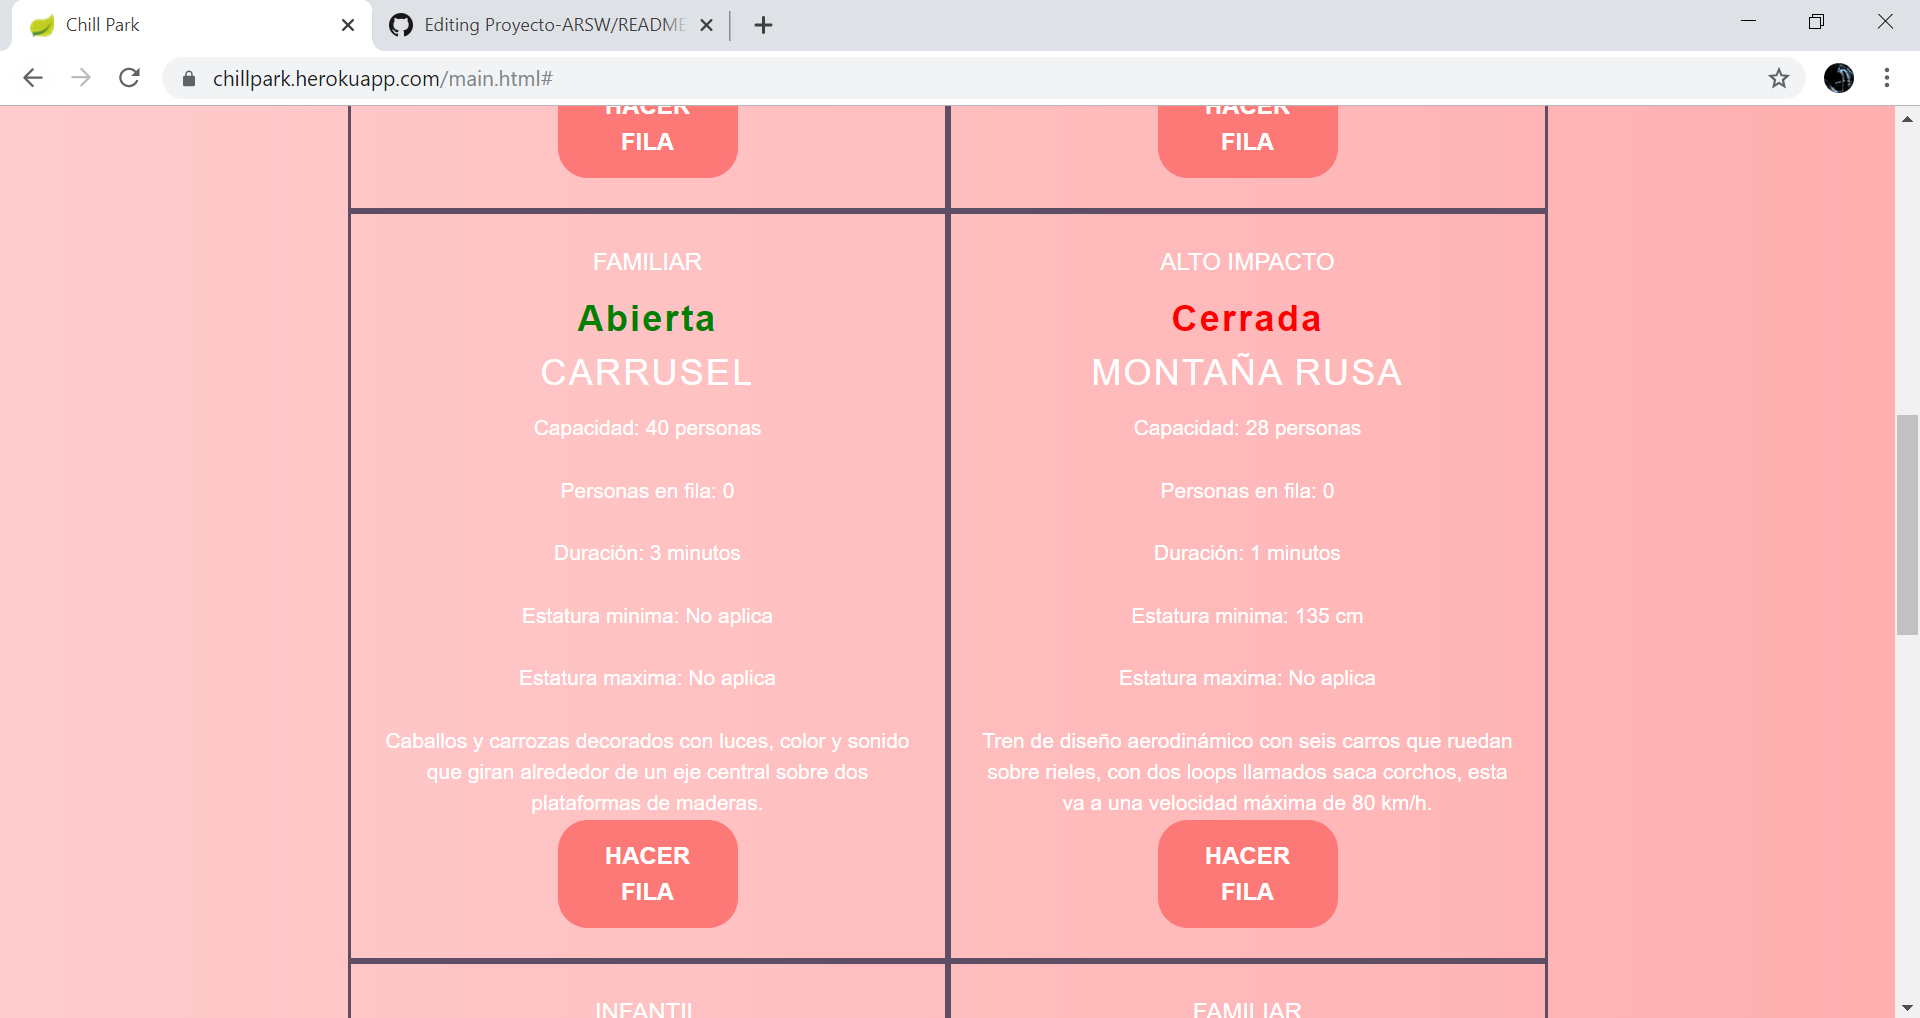 Chill Park
Editing Proyecto-ARSW/README
chillpark.herokuapp.com/main.html#
HACER
FILA
HACER
FILA
FAMILIAR
Abierta
CARRUSEL
Capacidad: 40 personas
Personas en fila: 0
Duración: 3 minutos
Estatura minima: No aplica
Estatura maxima: No aplica
Caballos y carrozas decorados con luces, color y sonido
que giran alrededor de un eje central sobre dos
plataformas de maderas.
HACER
FILA
ALTO IMPACTO
Cerrada
MONTAÑA RUSA
Capacidad: 28 personas
Personas en fila: 0
Duración: 1 minutos
Estatura minima: 135 cm
Estatura maxima: No aplica
Tren de diseño aerodinámico con seis carros que ruedan
sobre rieles, con dos loops llamados saca corchos, esta
va a una velocidad máxima de 80 km/h.
HACER
FILA
INFANTIL
FAMILIAR